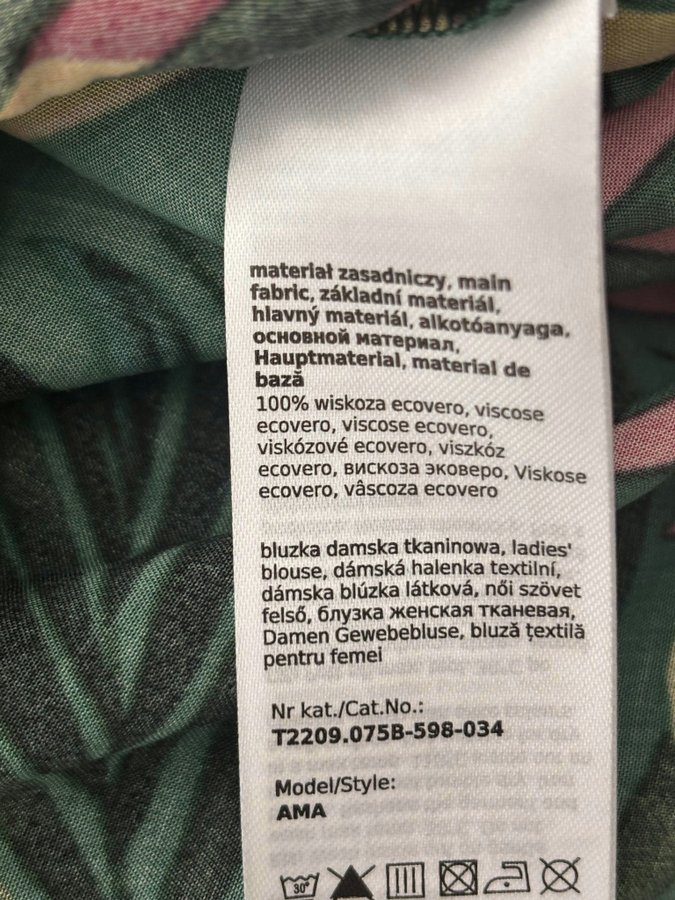 materiał zasadniczy, main
fabric, základní materiál,
hlavný materiál, alkotóanyaga,
основной материал,
Hauptmaterial, material de
bază
100% wiskoza ecovero, viscose
ecovero, viscose ecovero,
viskózové ecovero, viszkóz
ecovero, вискоза эковеро, Viskose
ecovero, vâscoza ecovero
bluzka damska tkaninowa, ladies'
blouse, dámská halenka textilní,
dámska blúzka látková, női szövet
felső, блузка женская тканевая,
Damen Gewebebluse, bluză țextilă
pentru femei
Nr kat./Cat.No.:
T2209.075B-598-034
Model/Style:
AMA
30°